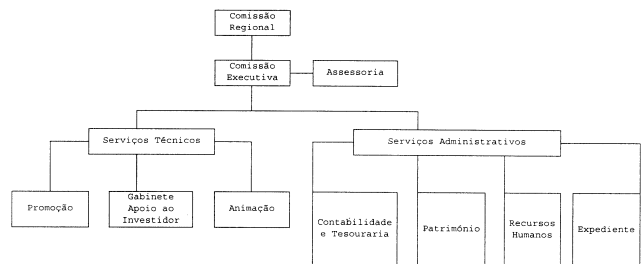 Comissão
Regional
Comissão
Executiva
Assessoria
Serviços Técnicos
Serviços Administrativos
Promoção
Gabinete
Apoio ao
Investidor
Animação
Contabilidade
e Tesouraria
Património
Recursos
Humanos
Expediente